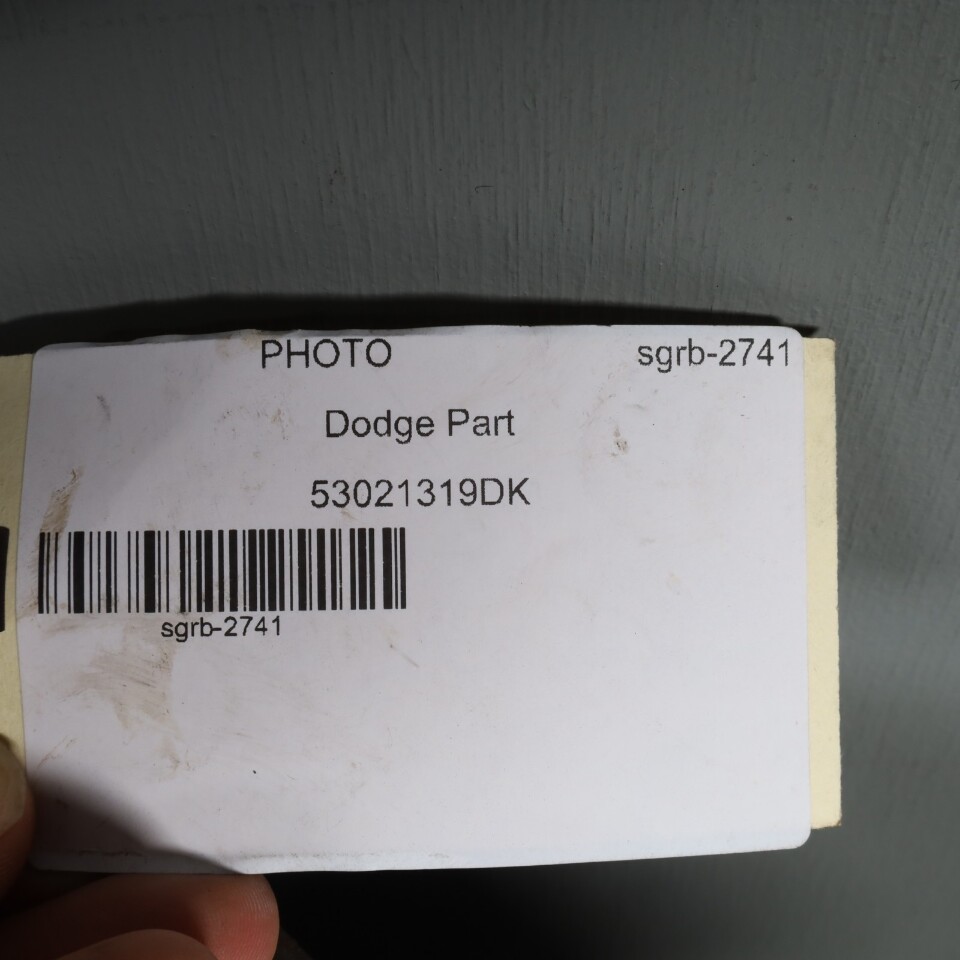 PHOTO sgrb-2741
Dodge Part
53021319DK
sgrb-2741